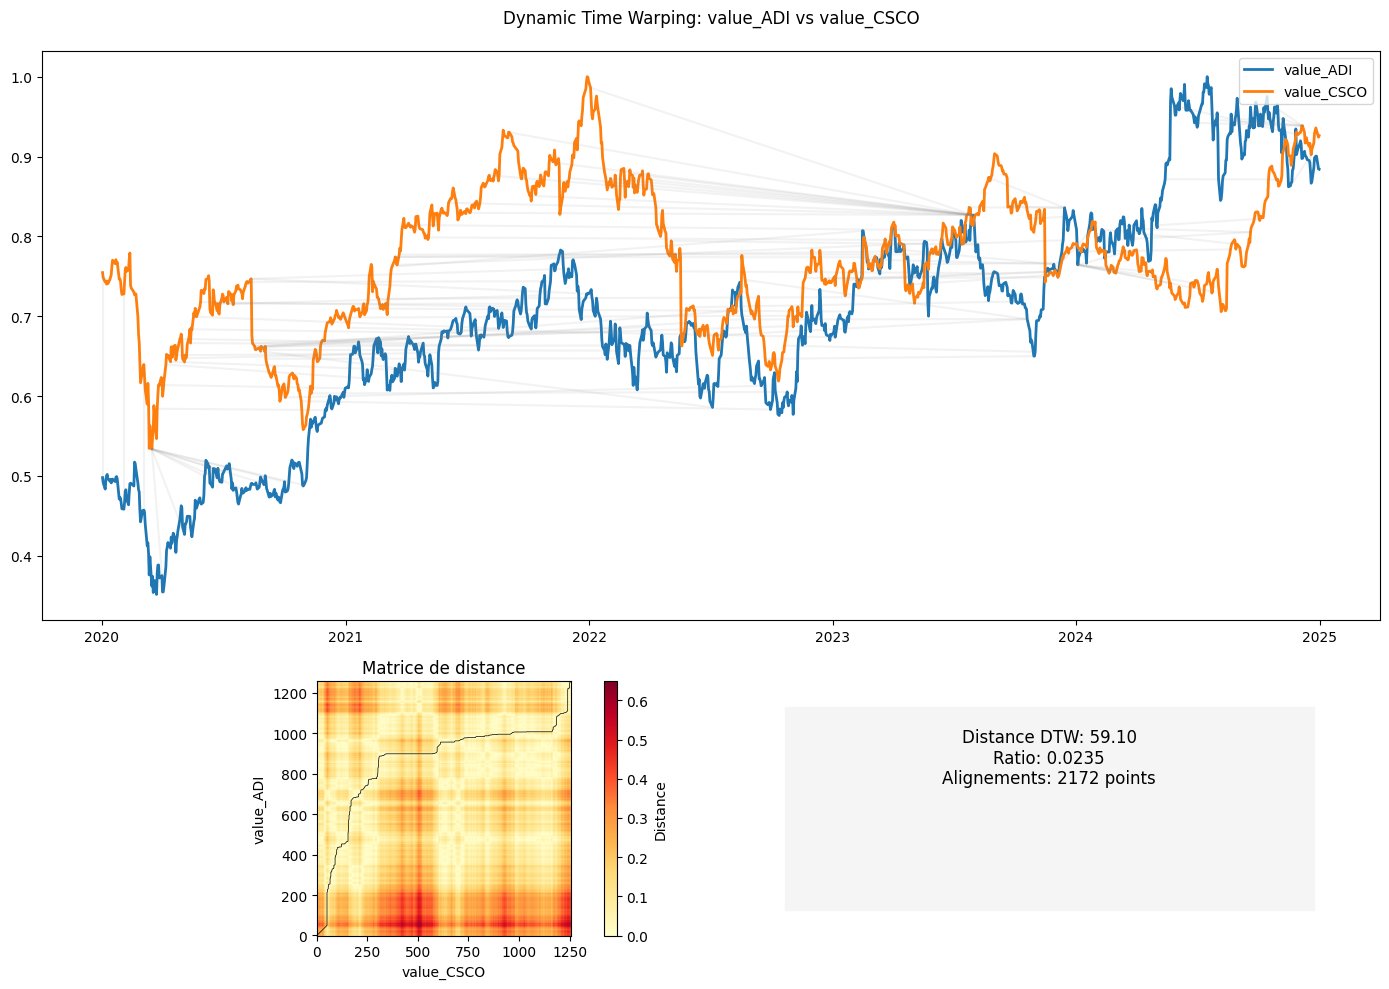 Dynamic Time Warping: value_ADI vs value_CSCO
value_ADI
value_CSCO
1.0
0.9
0.8
0.7
0.6
0.5
0.4
2020 2021 2022 2023 2024 2025
Matrice de distance
value_ADI
1200
1000
800
600
400
200
0
0 250 500 750 1000 1250
value_CSCO
0.6
0.5
0.4
0.3
0.2
0.1
0.0
Distance
Distance DTW: 59.10
Ratio: 0.0235
Alignements: 2172 points